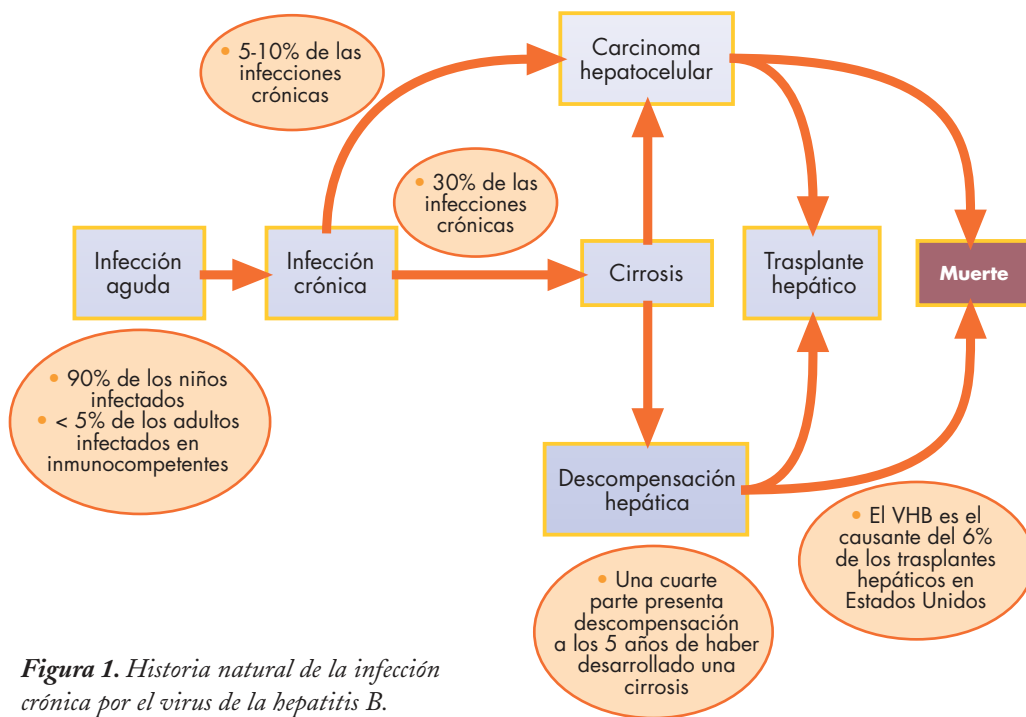 • 5-10% de las
infecciones
crónicas
Carcinoma
hepatocelular
• 30% de las
infecciones
crónicas
Infección
aguda
Infección
crónica
Cirrosis
Trasplante
hepático
Muerte
• 90% de los niños
infectados
• < 5% de los adultos
infectados en
inmunocompetentes
Descompensación
hepática
• El VHB es el
causante del 6%
de los trasplantes
hepáticos en
Estados Unidos
• Una cuarte
parte presenta
descompensación
a los 5 años de haber
desarrollado una
cirrosis
Figura 1. Historia natural de la infección
crónica por el virus de la hepatitis B.